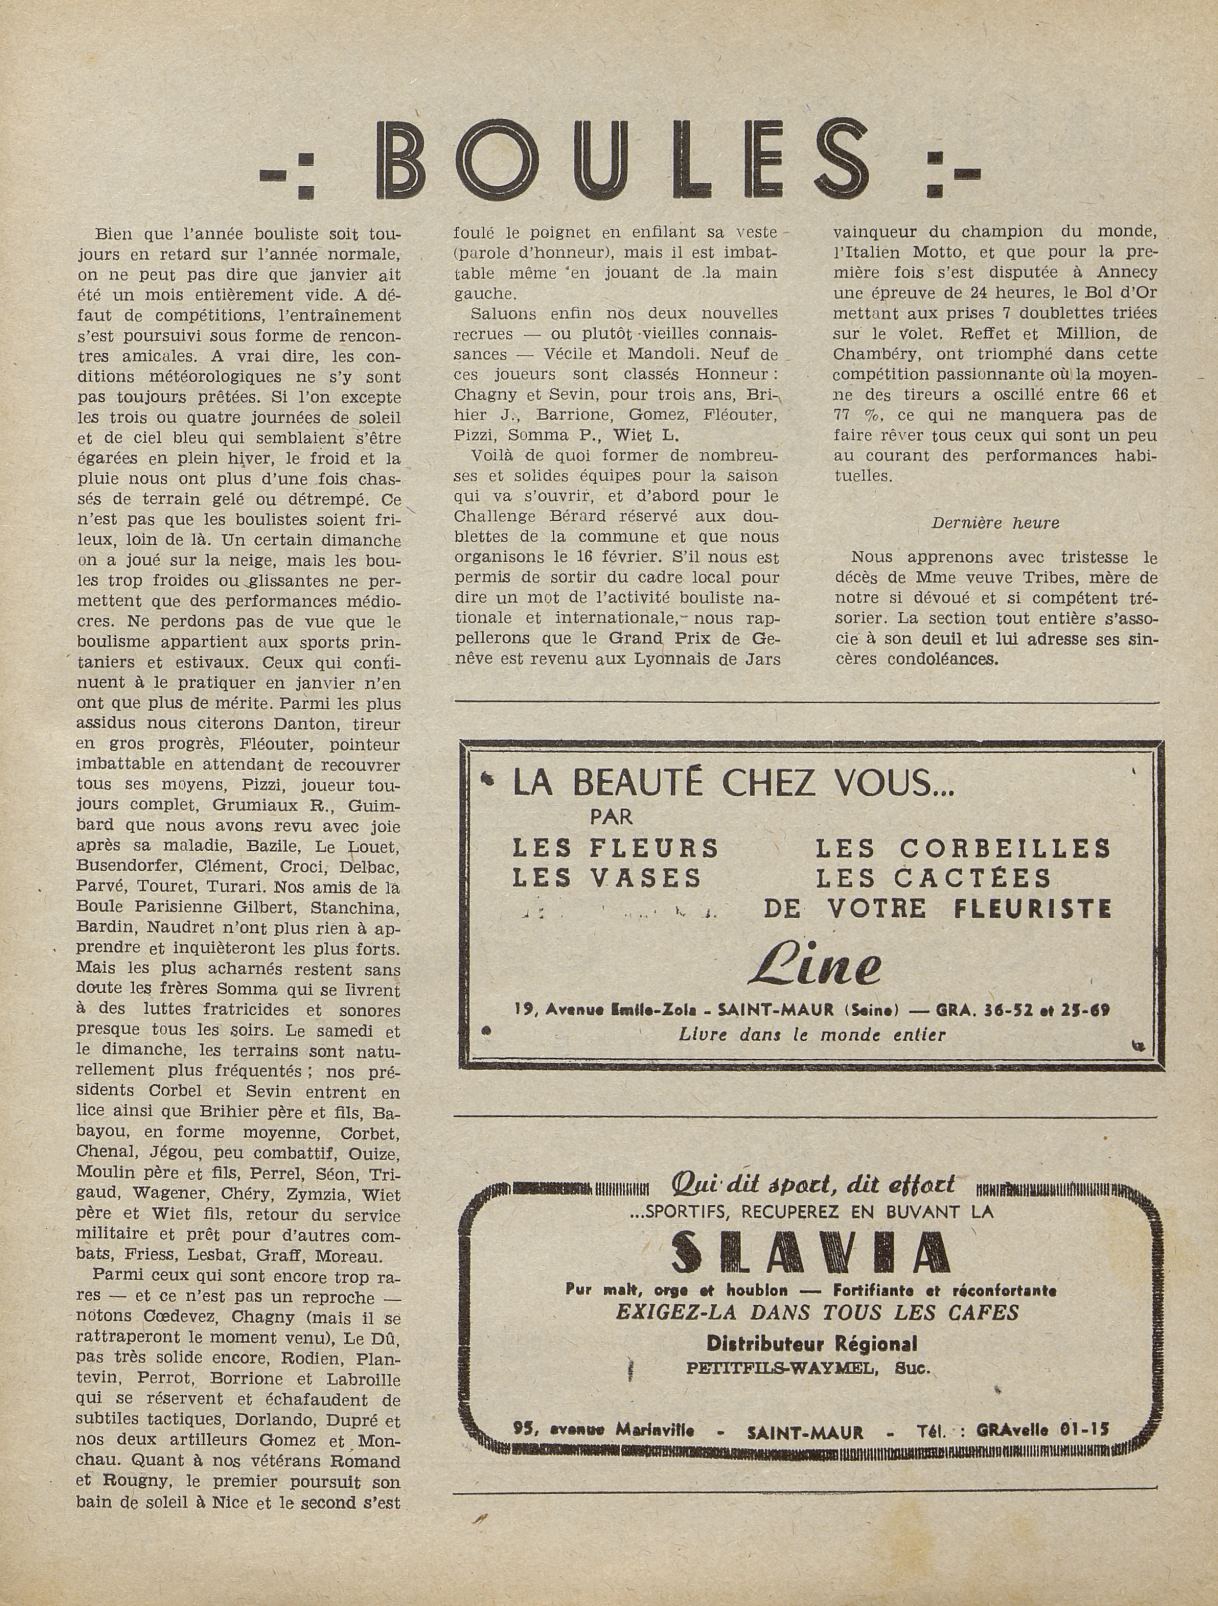 -: BOULES :-
Bien que l'année bouliste soit tou-
jours en retard sur l'année normale,
on ne peut pas dire que janvier ait
été un mois entièrement vide. A dé-
faut de compétitions, l'entraînement
s'est poursuivi sous forme de rencon-
tres amicales. A vrai dire, les con-
ditions météorologiques ne s'y sont
pas toujours prêtées. Si l'on excepte
les trois ou quatre journées de soleil
et de ciel bleu qui semblaient s'être
égarées en plein hiver, le froid et la
pluie nous ont plus d'une fois chas-
sés de terrain gelé ou détrempé. Ce
n'est pas que les boulistes soient fri-
leux, loin de là. Un certain dimanche
on a joué sur la neige, mais les bou-
les trop froides ou glissantes ne per-
mettent que des performances médio-
cres. Ne perdons pas de vue que le
boulisme appartient aux sports prin-
taniers et estivaux. Ceux qui conti-
nuent à le pratiquer en janvier n'en
ont que plus de mérite. Parmi les plus
assidus nous citerons Danton, tireur
en gros progrès, Fléouter, pointeur
imbattable en attendant de recouvrer
tous ses moyens, Pizzi, joueur tou-
jours complet, Grumiaux R., Guim-
bard que nous avons revu avec joie
après sa maladie, Bazile, Le Louet,
Busendorfer, Clément, Croci, Delbac,
Parvé, Touret, Turari. Nos amis de la
Boule Parisienne Gilbert, Stanchina,
Bardin, Naudret n'ont plus rien à ap-
prendre et inquièteront les plus forts.
Mais les plus acharnés restent sans
doute les frères Somma qui se livrent
à des luttes fratricides et sonores
presque tous les soirs. Le samedi et
le dimanche, les terrains sont natu-
rellement plus fréquentés ; nos pré-
sidents Corbel et Sevin entrent en
lice ainsi que Brihier père et fils, Ba-
bayou, en forme moyenne, Corbet,
Chenal, Jégou, peu combattif, Ouize,
Moulin père et fils, Perrel, Séon, Tri-
gaud, Wagener, Chéry, Zymzia, Wiet
père et Wiet fils, retour du service
militaire et prêt pour d'autres com-
bats, Friess, Lesbat, Graff, Moreau.
Parmi ceux qui sont encore trop ra-
res — et ce n'est pas un reproche —
notons Cœdevez, Chagny (mais il se
rattraperont le moment venu), Le Dû,
pas très solide encore, Rodien, Plan-
tevin, Perrot, Borrione et Labroille
qui se réservent et échafaudent de
subtiles tactiques, Dorlando, Dupré et
nos deux artilleurs Gomez et Mon-
chau. Quant à nos vétérans Romand
et Rougny, le premier poursuit son
bain de soleil à Nice et le second s'est
foulé le poignet en enfilant sa veste
(parole d'honneur), mais il est imbat-
table même en jouant de la main
gauche.
Saluons enfin nos deux nouvelles
recrues — ou plutôt vieilles connais-
sances — Vécile et Mandoli. Neuf de
ces joueurs sont classés Honneur :
Chagny et Sevin, pour trois ans, Bri-
hier J., Barrione, Gomez, Fléouter,
Pizzi, Somma P., Wiet L.
Voilà de quoi former de nombreu-
ses et solides équipes pour la saison
qui va s'ouvrir, et d'abord pour le
Challenge Bérard réservé aux dou-
blettes de la commune et que nous
organisons le 16 février. S'il nous est
permis de sortir du cadre local pour
dire un mot de l'activité bouliste na-
tionale et internationale, nous rap-
pellerons que le Grand Prix de Ge-
nêve est revenu aux Lyonnais de Jars
vainqueur du champion du monde,
l'Italien Motto, et que pour la pre-
mière fois s'est disputée à Annecy
une épreuve de 24 heures, le Bol d'Or
mettant aux prises 7 doublettes triées
sur le volet. Reffet et Million, de
Chambéry, ont triomphé dans cette
compétition passionnante où la moyen-
ne des tireurs a oscillé entre 66 et
77 %, ce qui ne manquera pas de
faire rêver tous ceux qui sont un peu
au courant des performances habi-
tuelles.
Dernière heure
Nous apprenons avec tristesse le
décès de Mme veuve Tribes, mère de
notre si dévoué et si compétent tré-
sorier. La section tout entière s'asso-
cie à son deuil et lui adresse ses sin-
cères condoléances.
LA BEAUTÉ CHEZ VOUS...
PAR
LES FLEURS LES CORBEILLES
LES VASES LES CACTÉES
DE VOTRE FLEURISTE
Line
19, Avenue Emile-Zola - SAINT-MAUR (Seine) — GRA. 36-52 et 25-69
Livre dans le monde entier
Qui dit sport, dit effort
...SPORTIFS, RECUPEREZ EN BUVANT LA
SLAVIA
Pur malt, orge et houblon — Fortifiante et réconfortante
EXIGEZ-LA DANS TOUS LES CAFES
Distributeur Régional
PETITFILS-WAYMEL, Suc.
95, avenue Marinville - SAINT-MAUR - Tél. : GRAvelle 01-15